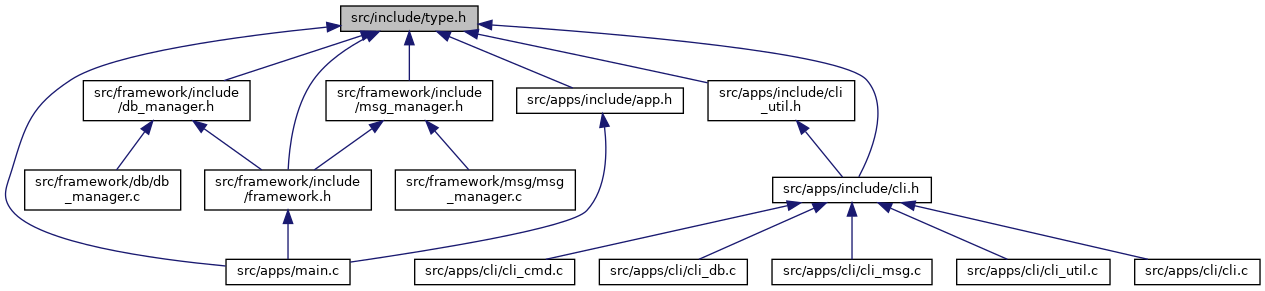 src/include/type.h
src/framework/include
/db_manager.h
src/framework/include
/msg_manager.h
src/apps/include/app.h
src/apps/include/cli
_util.h
src/framework/db/db
_manager.c
src/framework/include
/framework.h
src/framework/msg/msg
_manager.c
src/apps/include/cli.h
src/apps/main.c
src/apps/cli/cli_cmd.c
src/apps/cli/cli_db.c
src/apps/cli/cli_msg.c
src/apps/cli/cli_util.c
src/apps/cli/cli.c